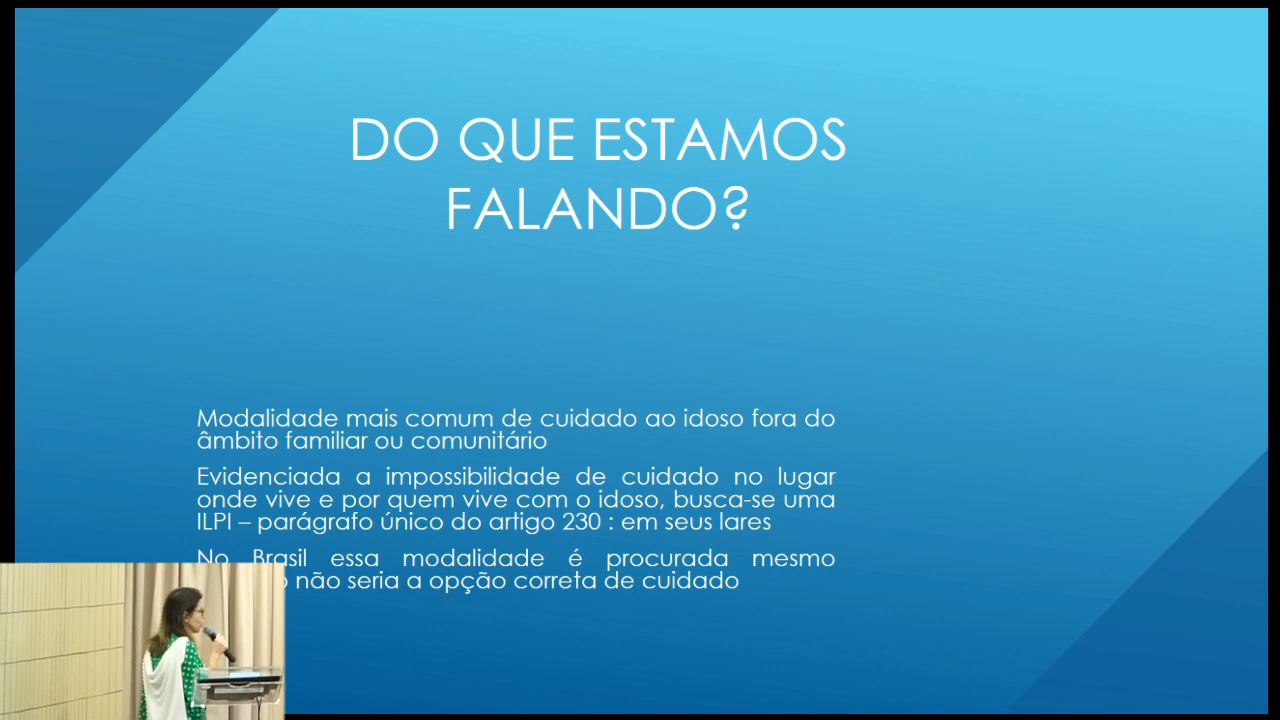 DO QUE ESTAMOS
FALANDO?
Modalidade mais comum de cuidado ao idoso fora do
âmbito familiar ou comunitário
Evidenciada a impossibilidade de cuidado no lugar
onde vive e por quem vive com o idoso, busca-se uma
ILPI – parágrafo único do artigo 230 : em seus lares
No Brasil essa modalidade é procurada mesmo
não seria a opção correta de cuidado